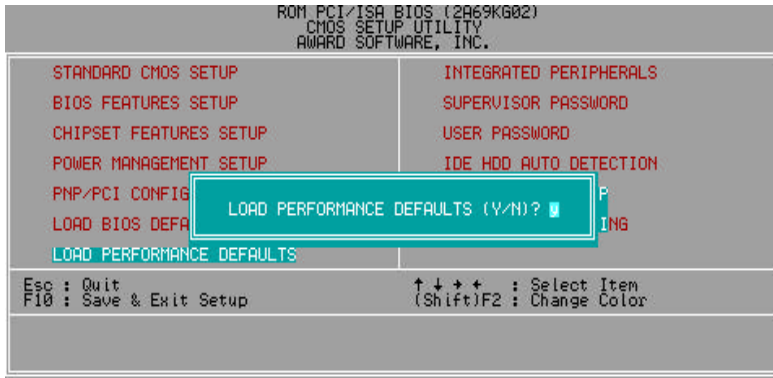 ROM PCI/ISA BIOS (2A69KG02)
CMOS SETUP UTILITY
AWARD SOFTWARE, INC.
STANDARD CMOS SETUP
BIOS FEATURES SETUP
CHIPSET FEATURES SETUP
POWER MANAGEMENT SETUP
PNP/PCI CONFIG
LOAD BIOS DEFA
LOAD PERFORMANCE DEFAULTS
INTEGRATED PERIPHERALS
SUPERVISOR PASSWORD
USER PASSWORD
IDE HDD AUTO DETECTION
P
ING
LOAD PERFORMANCE DEFAULTS (Y/N)? y
Esc : Quit
F10 : Save & Exit Setup
↑ ↓ → ← : Select Item
(Shift)F2 : Change Color